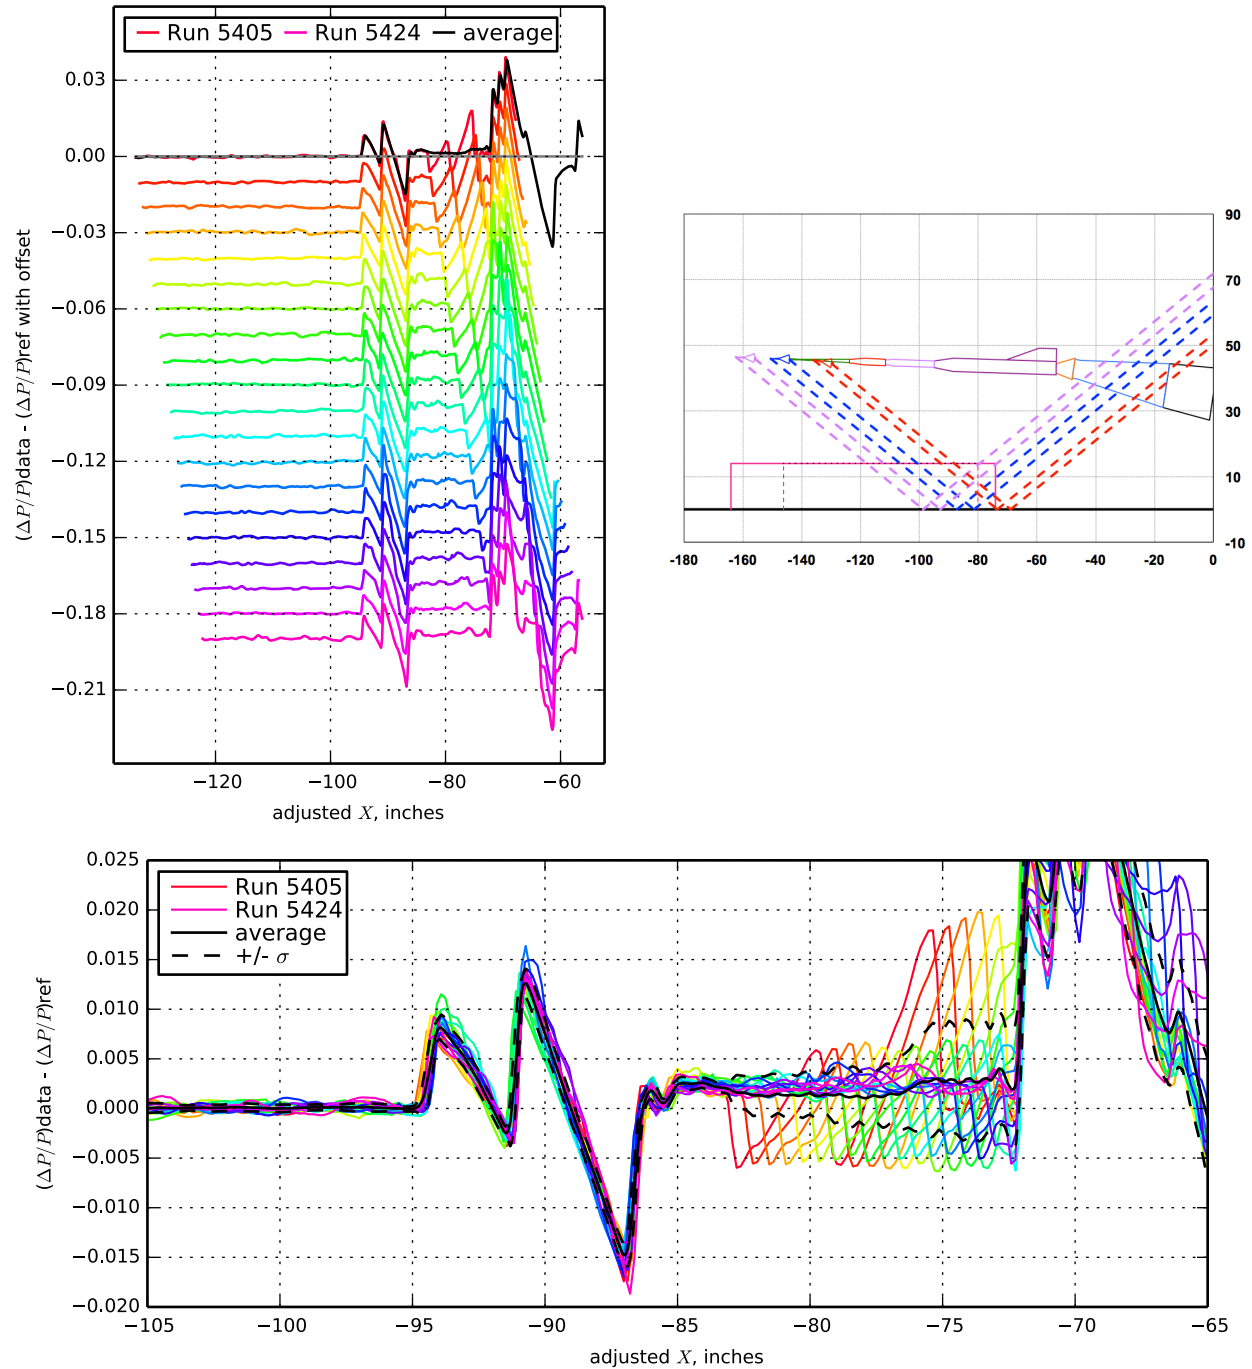 Run 5405 Run 5424 average
0.03
0.00
−0.03
−0.06
−0.09
−0.12
−0.15
−0.18
−0.21
(ΔP/P)data - (ΔP/P)ref with offset
−120 −100 −80 −60
adjusted X, inches
90
70
50
30
10
-10
-180 -160 -140 -120 -100 -80 -60 -40 -20 0
Run 5405
Run 5424
average
+/- σ
0.025
0.020
0.015
0.010
0.005
0.000
−0.005
−0.010
−0.015
−0.020
(ΔP/P)data - (ΔP/P)ref
−105 −100 −95 −90 −85 −80 −75 −70 −65
adjusted X, inches